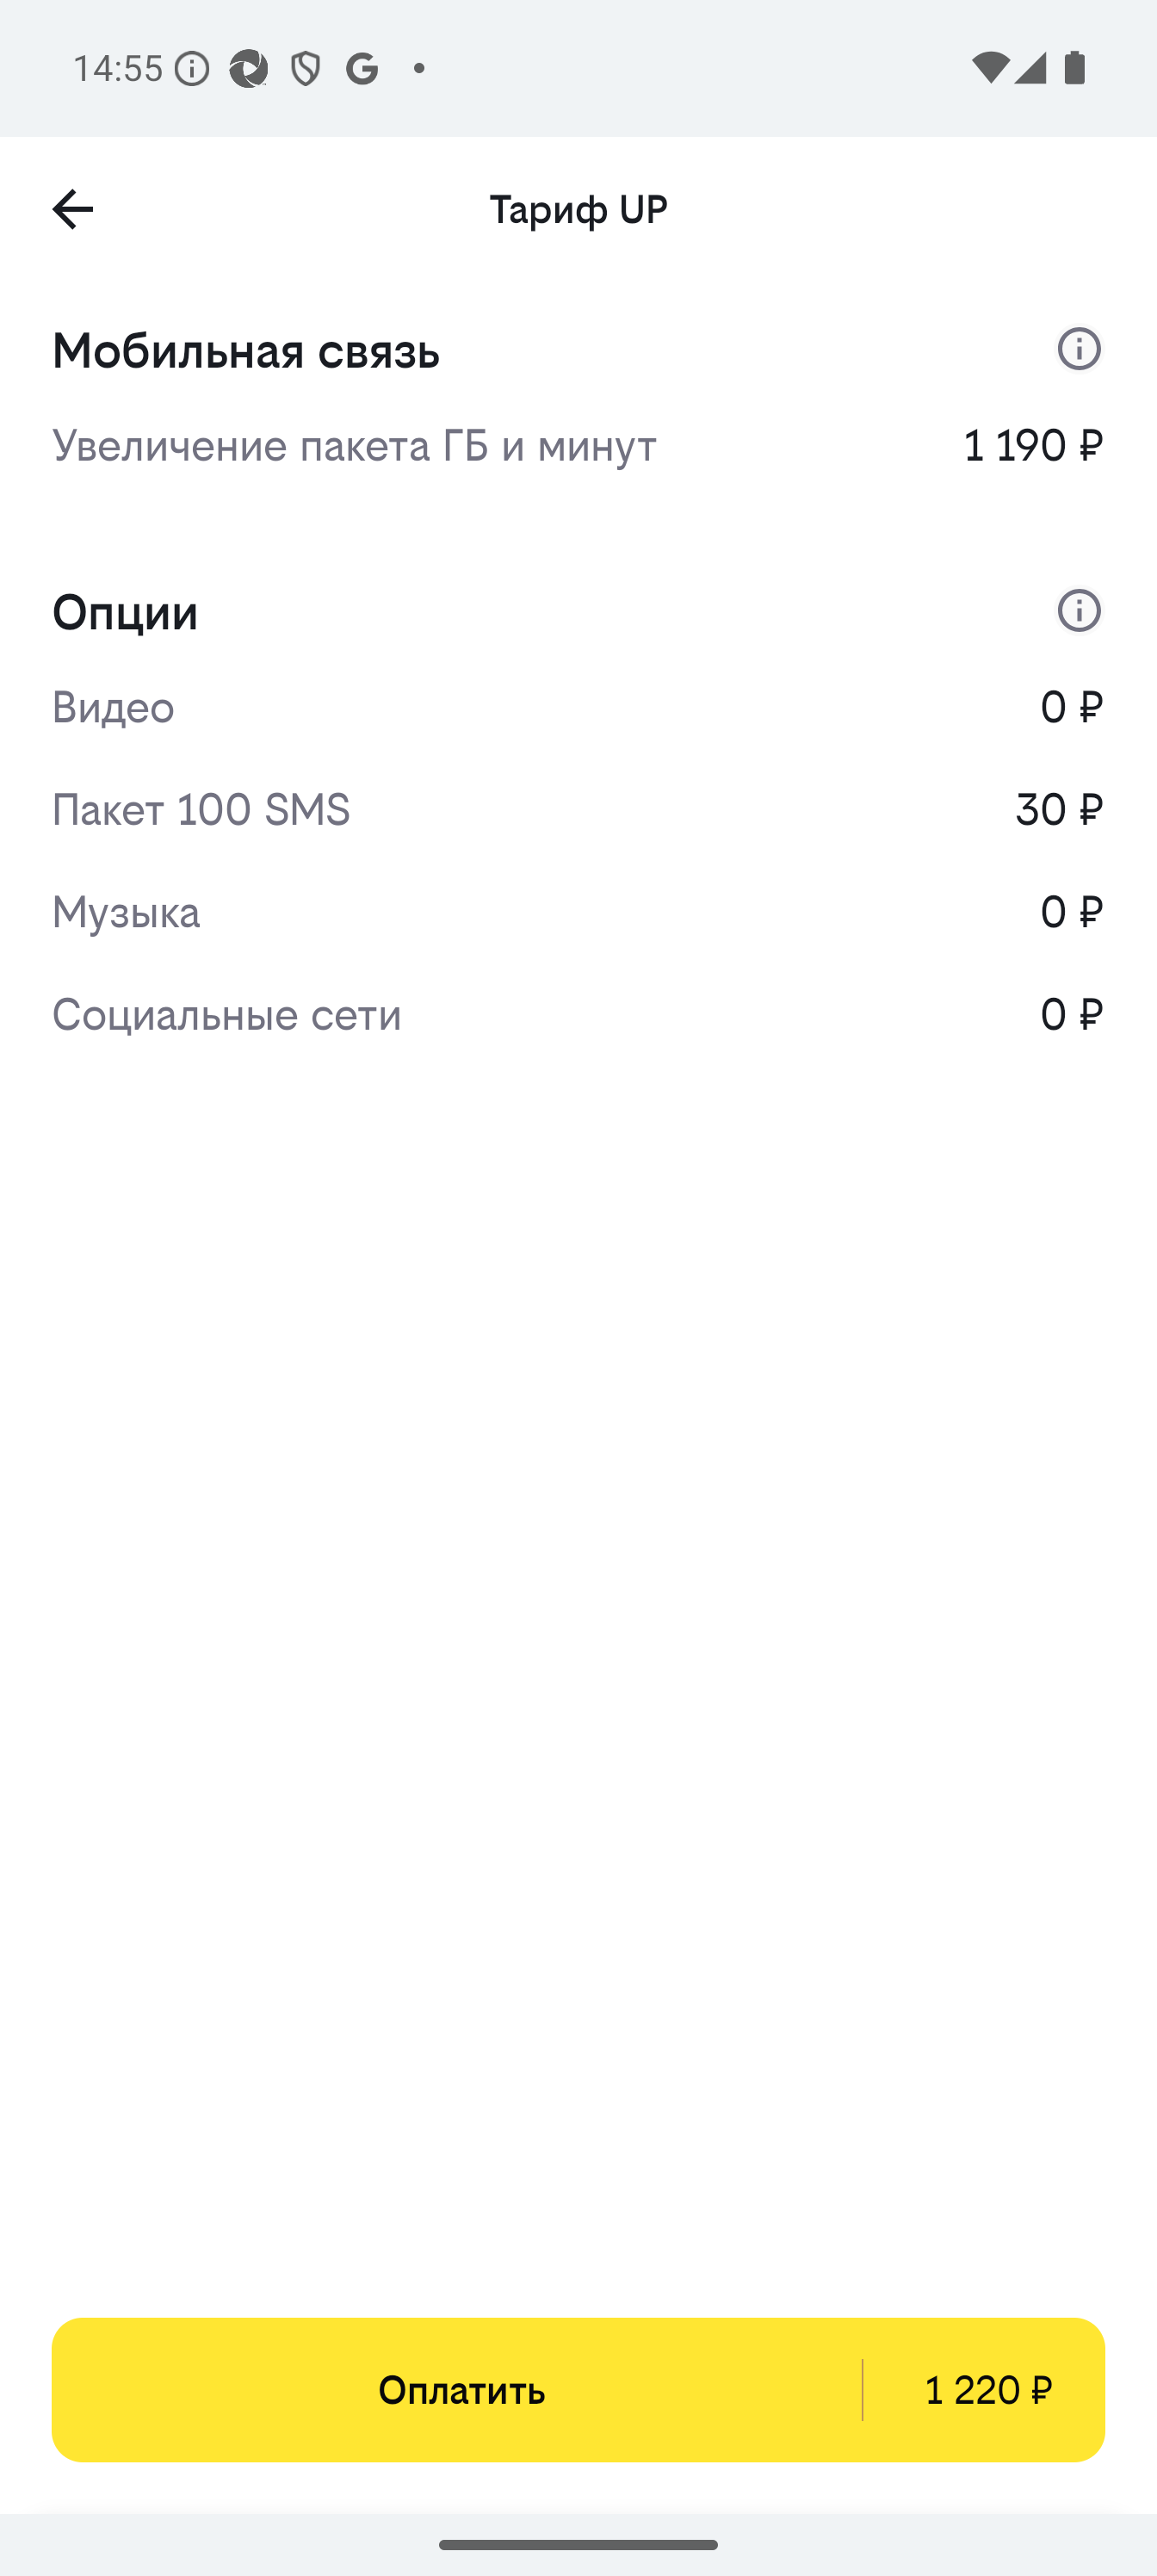 14:55
Тариф UP
Мобильная связь
Увеличение пакета ГБ и минут 1 190 ₽
Опции
Видео 0 ₽
Пакет 100 SMS 30 ₽
Музыка 0 ₽
Социальные сети 0 ₽
Оплатить 1 220 ₽